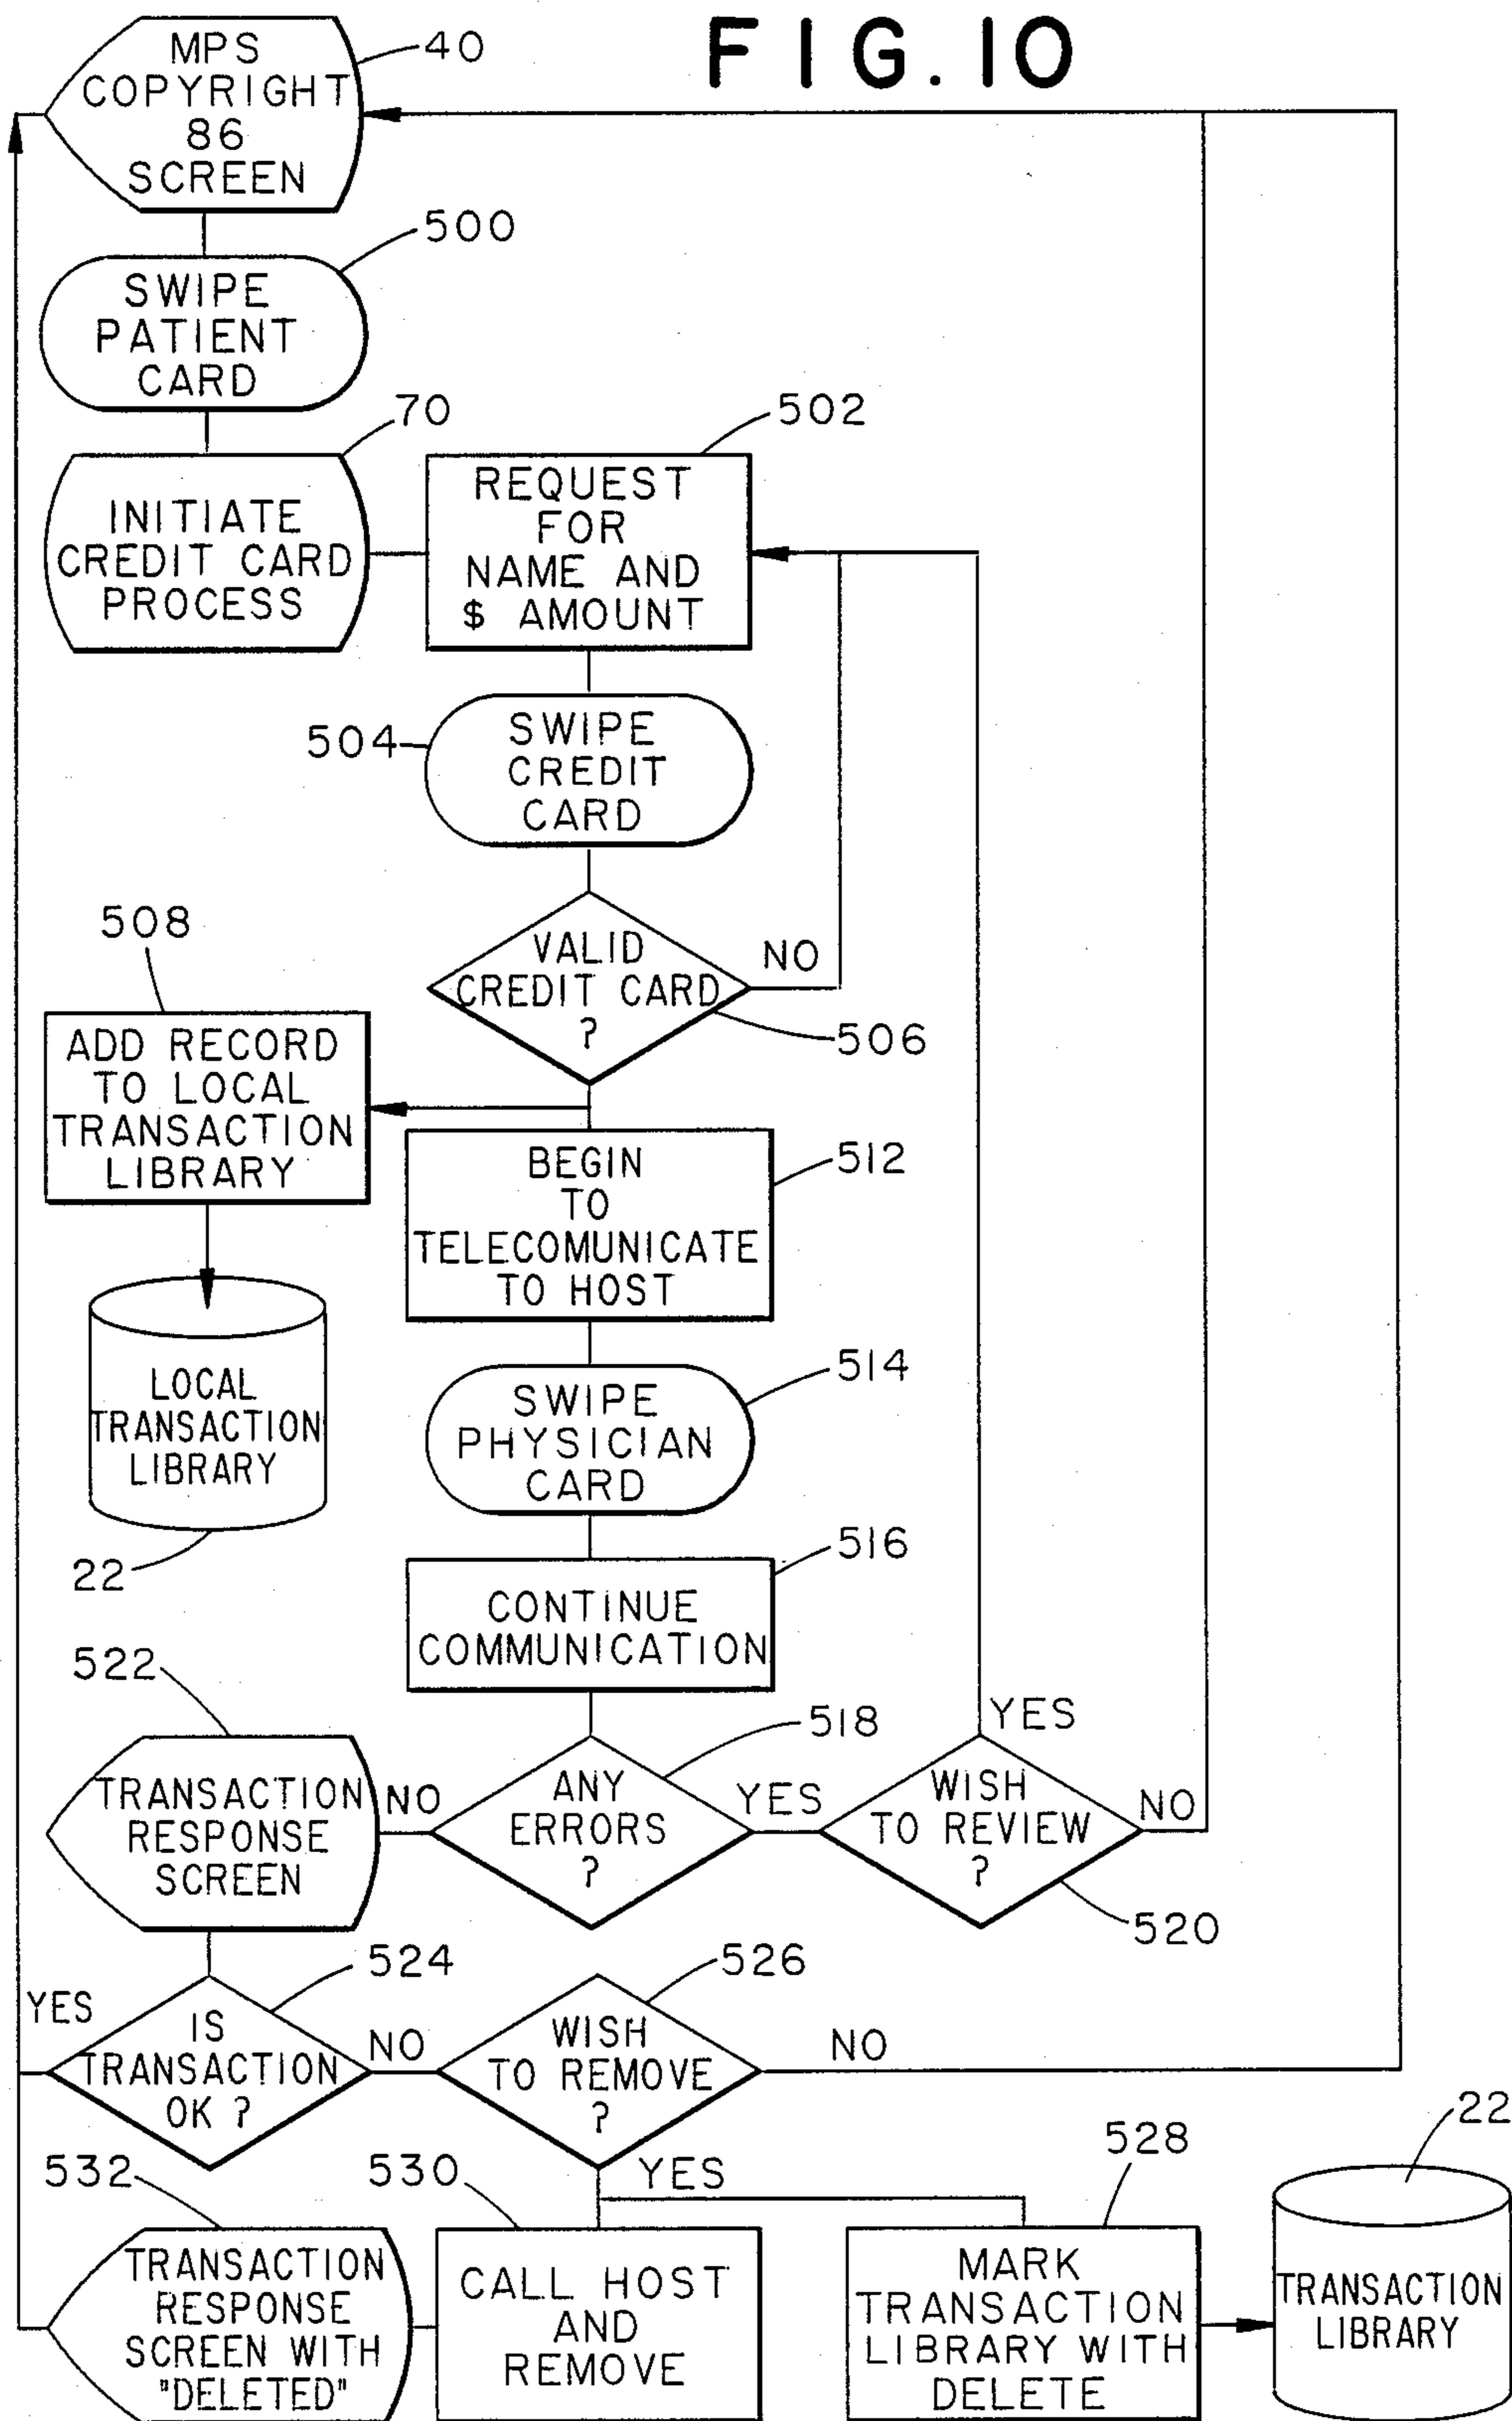 FIG. 10
MPS
COPYRIGHT
86
SCREEN
40
500
SWIPE
PATIENT
CARD
70
INITIATE
CREDIT CARD
PROCESS
502
REQUEST
FOR
NAME AND
$ AMOUNT
504
SWIPE
CREDIT
CARD
VALID
CREDIT CARD
?
NO
506
508
ADD RECORD
TO LOCAL
TRANSACTION
LIBRARY
BEGIN
TO
TELECOMUNICATE
TO HOST
512
LOCAL
TRANSACTION
LIBRARY
22
SWIPE
PHYSICIAN
CARD
514
CONTINUE
COMMUNICATION
516
522
TRANSACTION
RESPONSE
SCREEN
NO
ANY
ERRORS
?
518
YES
WISH
TO REVIEW
?
YES
NO
520
524
YES
IS
TRANSACTION
OK ?
NO
526
WISH
TO REMOVE
?
NO
YES
532
TRANSACTION
RESPONSE
SCREEN WITH
"DELETED"
530
CALL HOST
AND
REMOVE
528
MARK
TRANSACTION
LIBRARY WITH
DELETE
22
TRANSACTION
LIBRARY